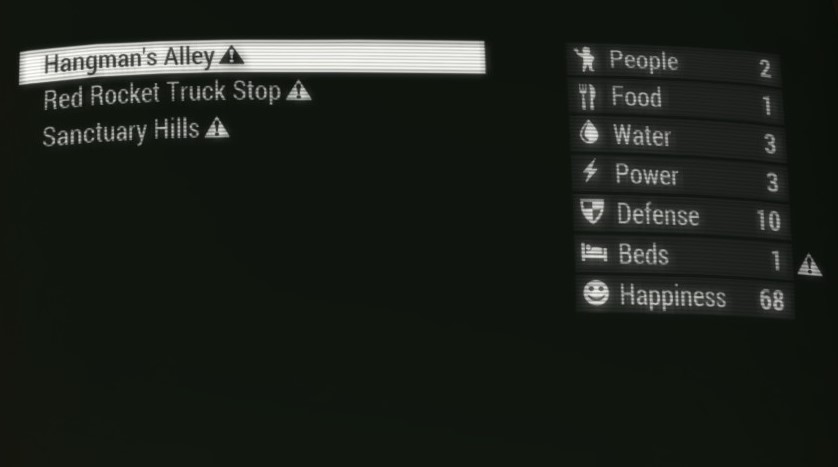 Hangman's Alley
Red Rocket Truck Stop
Sanctuary Hills
People 2
Food 1
Water 3
Power 3
Defense 10
Beds 1
Happiness 68